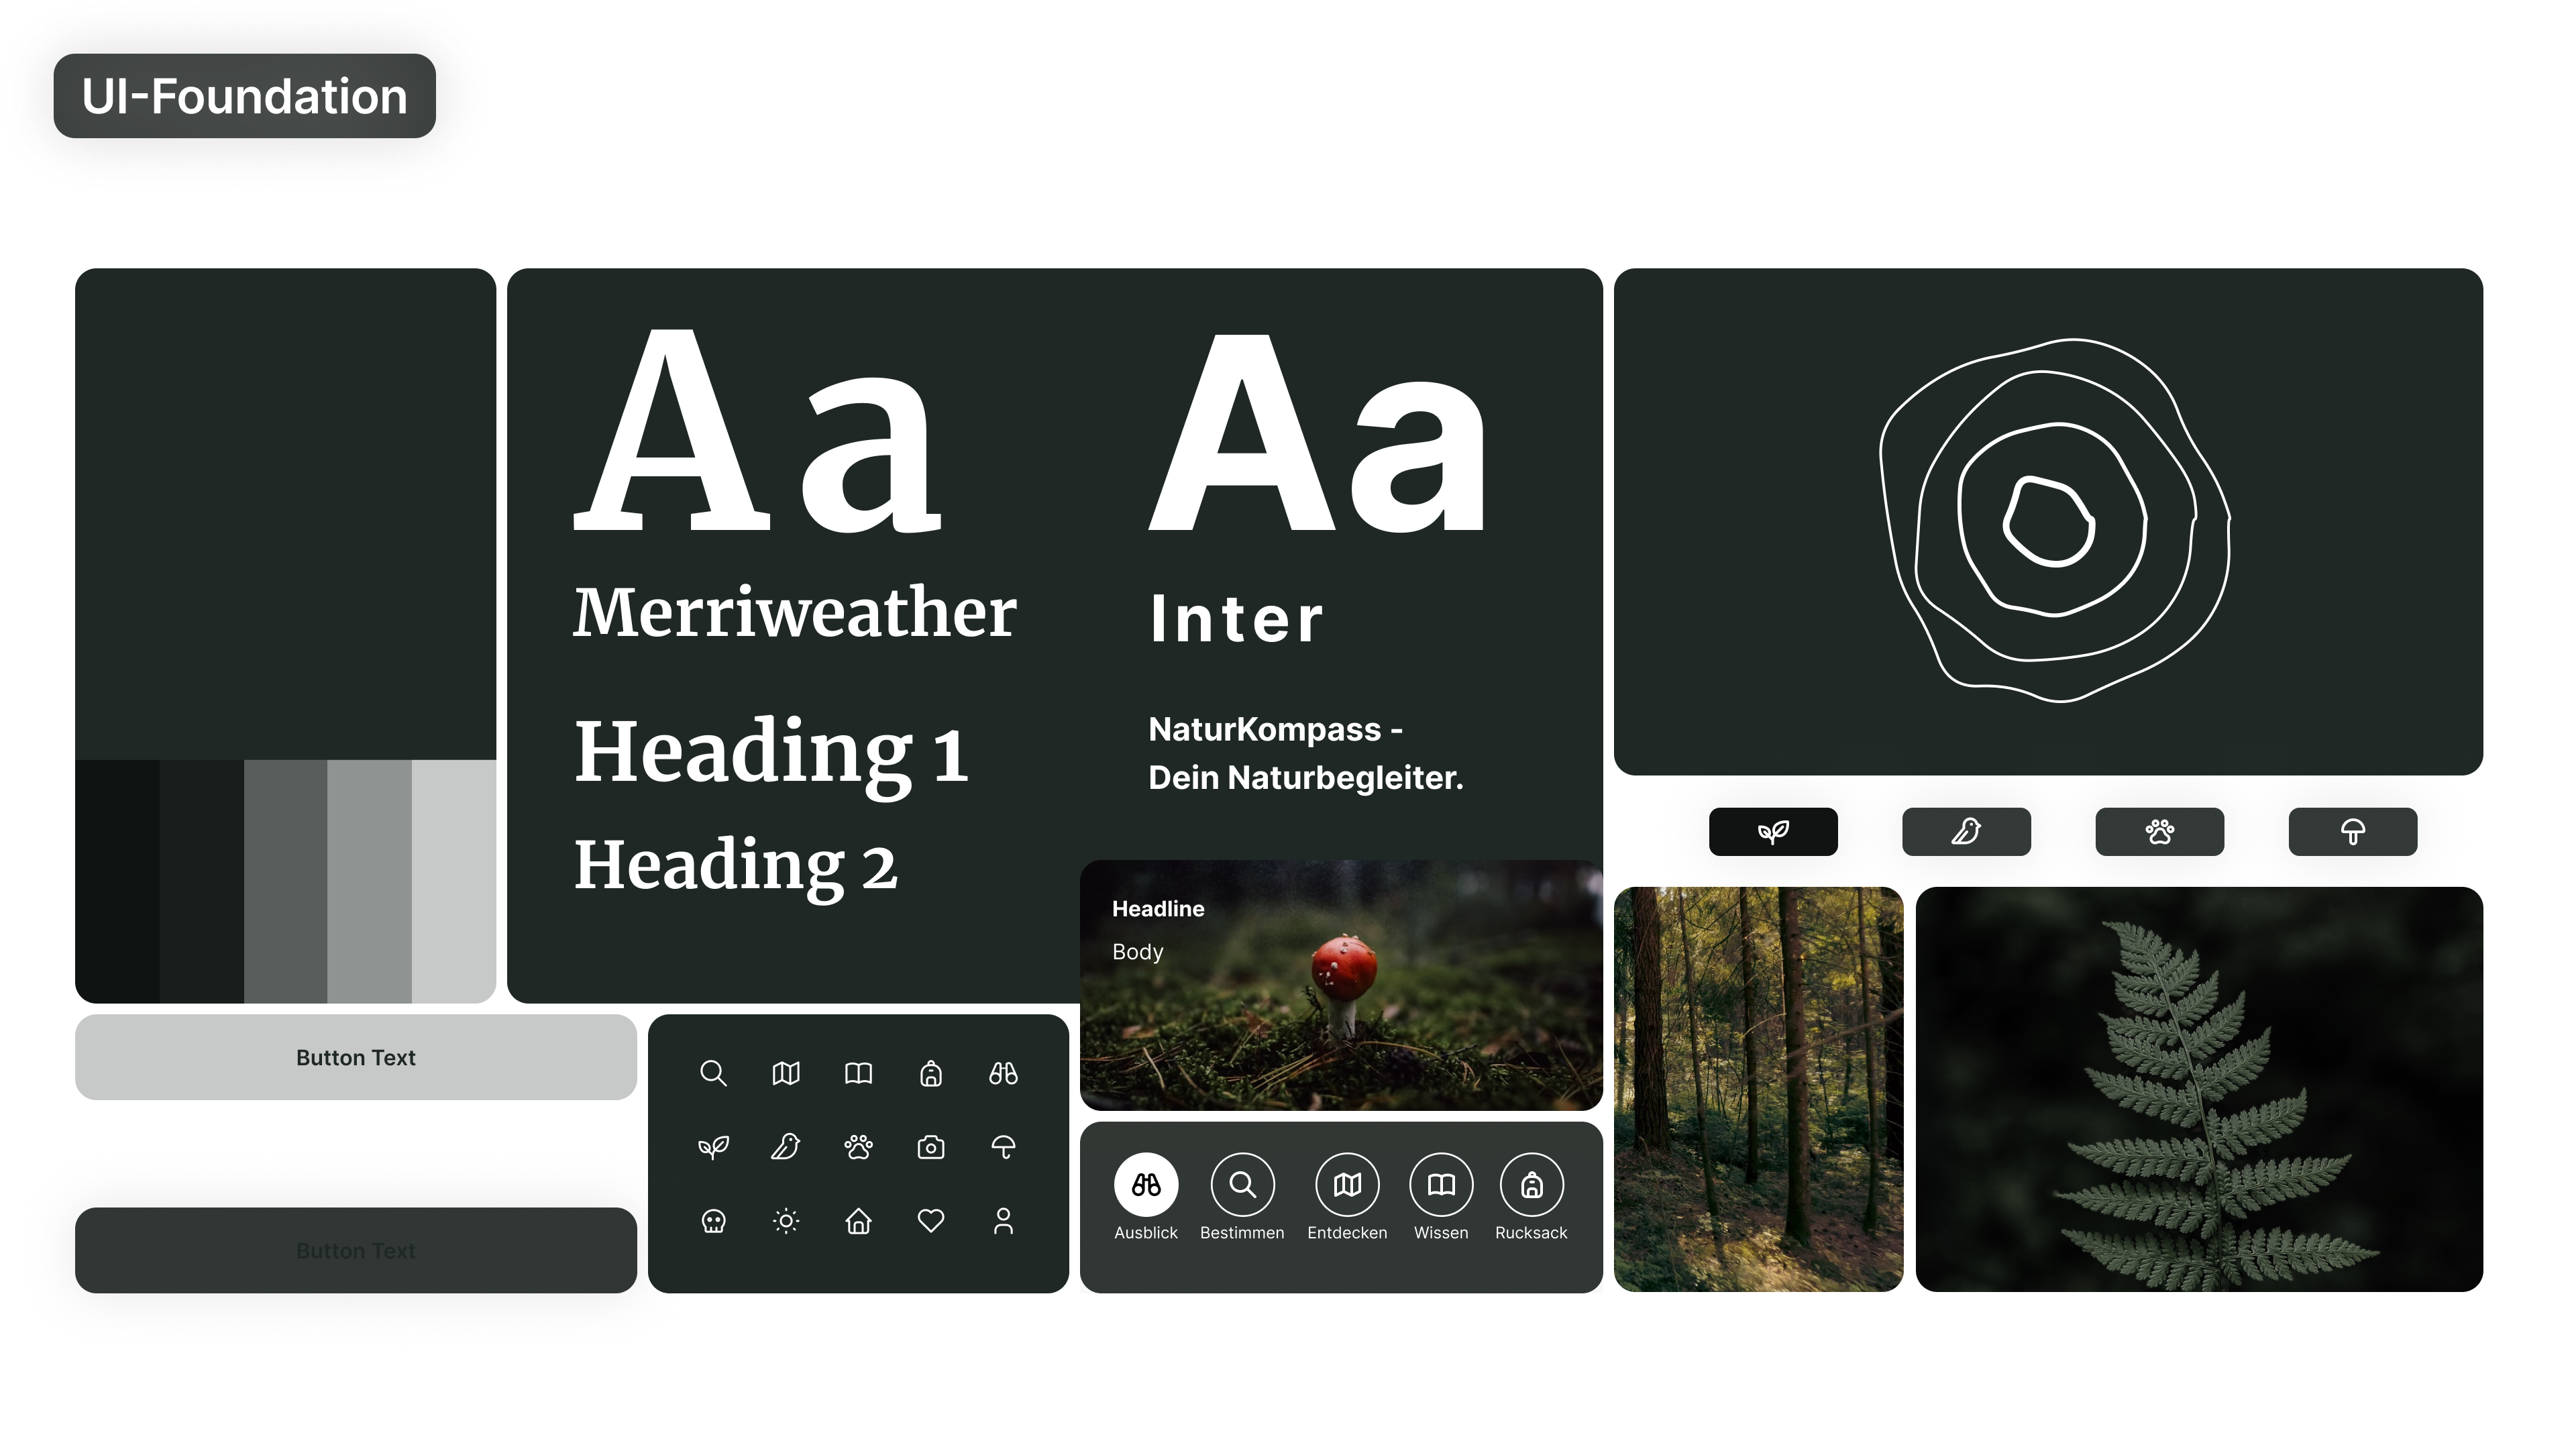 UI-Foundation
Aa
Aa
Merriweather
Inter
Heading 1
Heading 2
NaturKompass -
Dein Naturbegleiter.
Headline
Body
Button Text
Button Text
Ausblick
Bestimmen
Entdecken
Wissen
Rucksack